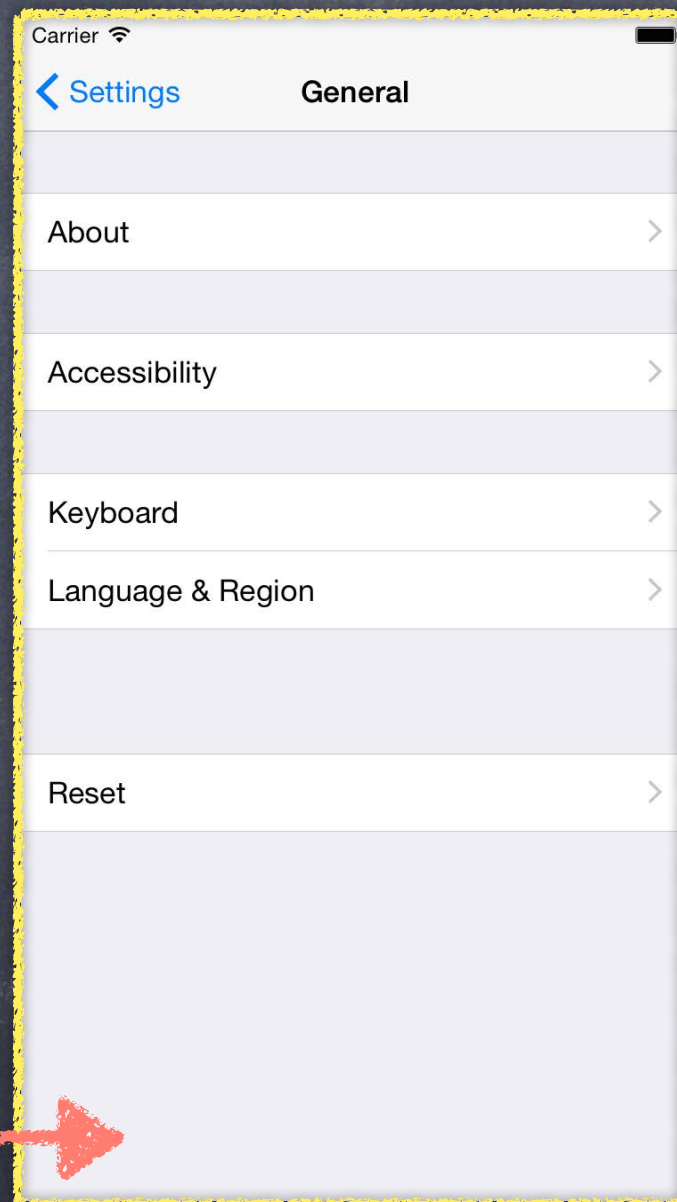 Carrier
Settings
General
About
Accessibility
Keyboard
Language & Region
Reset